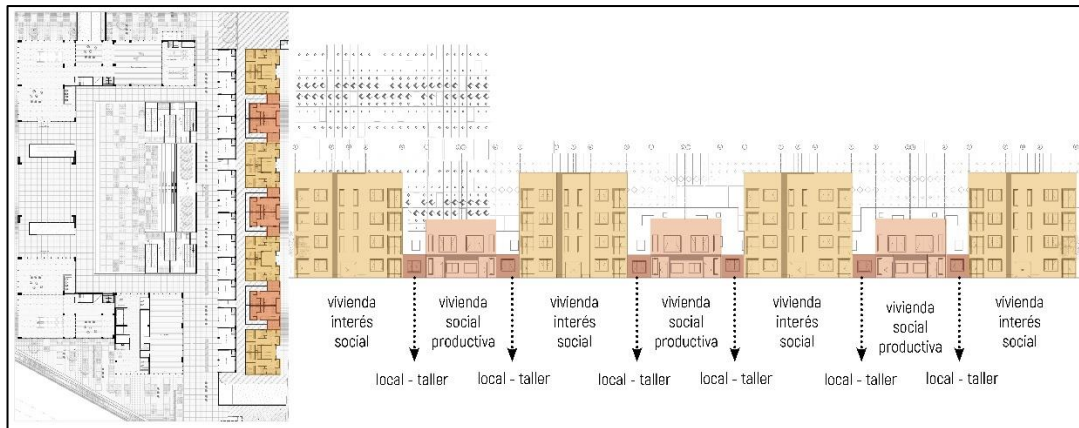 vivienda
interés
social
vivienda
social
productiva
vivienda
interés
social
vivienda
social
productiva
vivienda
interés
social
vivienda
social
productiva
vivienda
interés
social
local - taller
local - taller
local - taller
local - taller
local - taller
local - taller